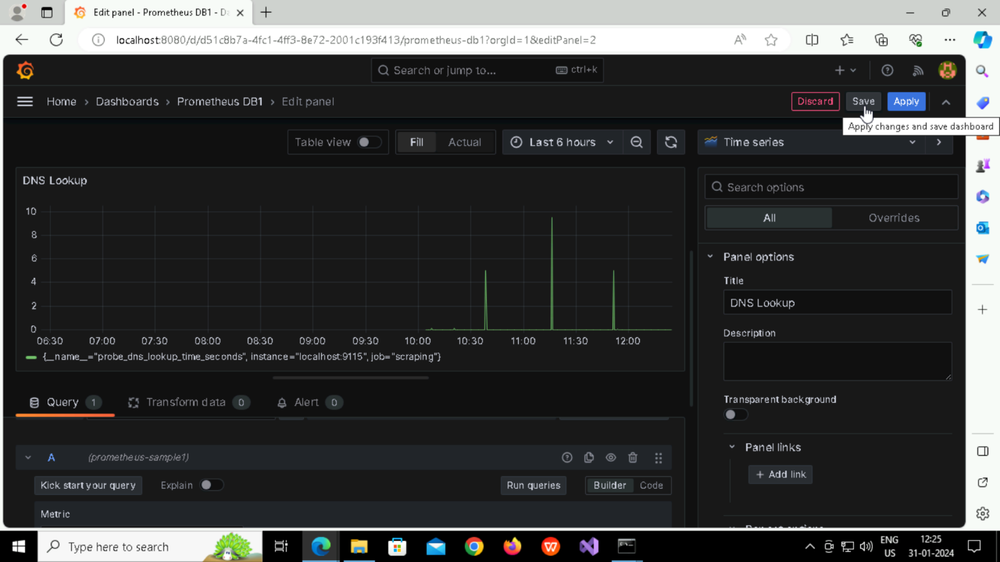 Edit panel - Prometheus DB1 - Da
localhost:8080/d/d51c8b7a-4fc1-4ff3-8e72-2001c193f413/prometheus-db1?orgId=1&editPanel=2
Search or jump to... ctrl+k
Home > Dashboards > Prometheus DB1 > Edit panel
Discard Save Apply
Apply changes and save dashboard
Table view Fill Actual Last 6 hours Time series
DNS Lookup
Search options
All Overrides
10
8
6
4
2
0
06:30 07:00 07:30 08:00 08:30 09:00 09:30 10:00 10:30 11:00 11:30 12:00
{__name__="probe_dns_lookup_time_seconds", instance="localhost:9115", job="scraping"}
Panel options
Title
DNS Lookup
Description
Transparent background
Panel links
+ Add link
Query 1 Transform data 0 Alert 0
A (prometheus-sample1)
Kick start your query Explain Run queries Builder Code
Metric
Type here to search
ENG
US
12:25
31-01-2024